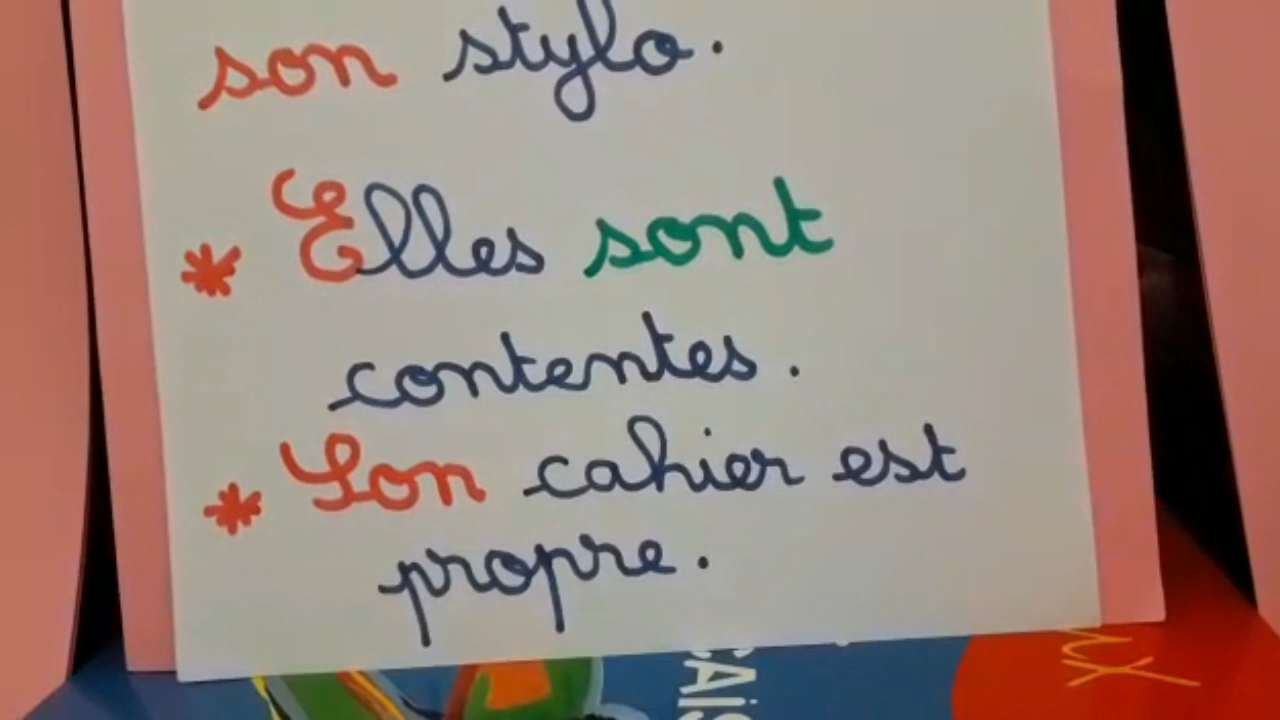 son stylo.
* Elles sont
contentes.
* Son cahier est
propre.